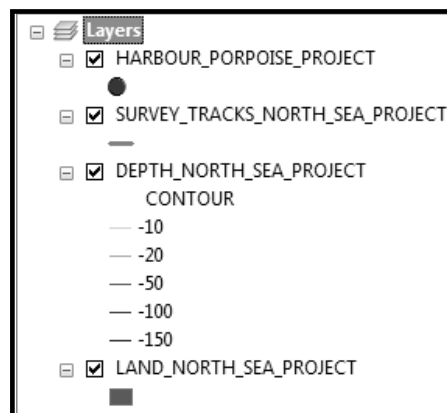 Layers
HARBOUR_PORPOISE_PROJECT
SURVEY_TRACKS_NORTH_SEA_PROJECT
DEPTH_NORTH_SEA_PROJECT
CONTOUR
-10
-20
-50
-100
-150
LAND_NORTH_SEA_PROJECT